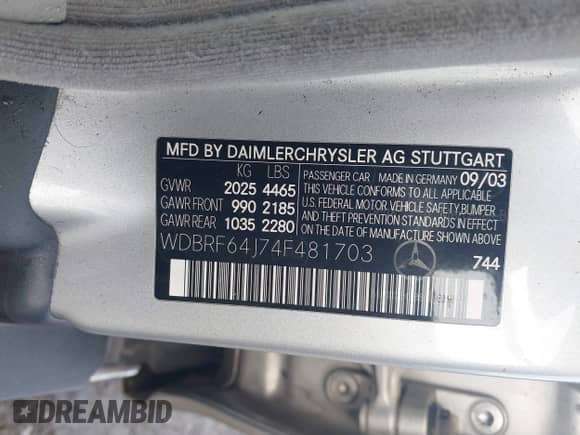 MFD BY DAIMLERCHRYSLER AG STUTTGART
KG LBS
GVWR 2025 4465
GAWR FRONT 990 2185
GAWR REAR 1035 2280
PASSENGER CAR MADE IN GERMANY 09/03
THIS VEHICLE CONFORMS TO ALL APPLICABLE
U.S. FEDERAL MOTOR VEHICLE SAFETY,BUMPER,
AND THEFT PREVENTION STANDARDS IN EFFECT
ON THE DATE OF MANUFACTURE SHOWN ABOVE.
WDBRF64J74F481703
744
DREAMBID